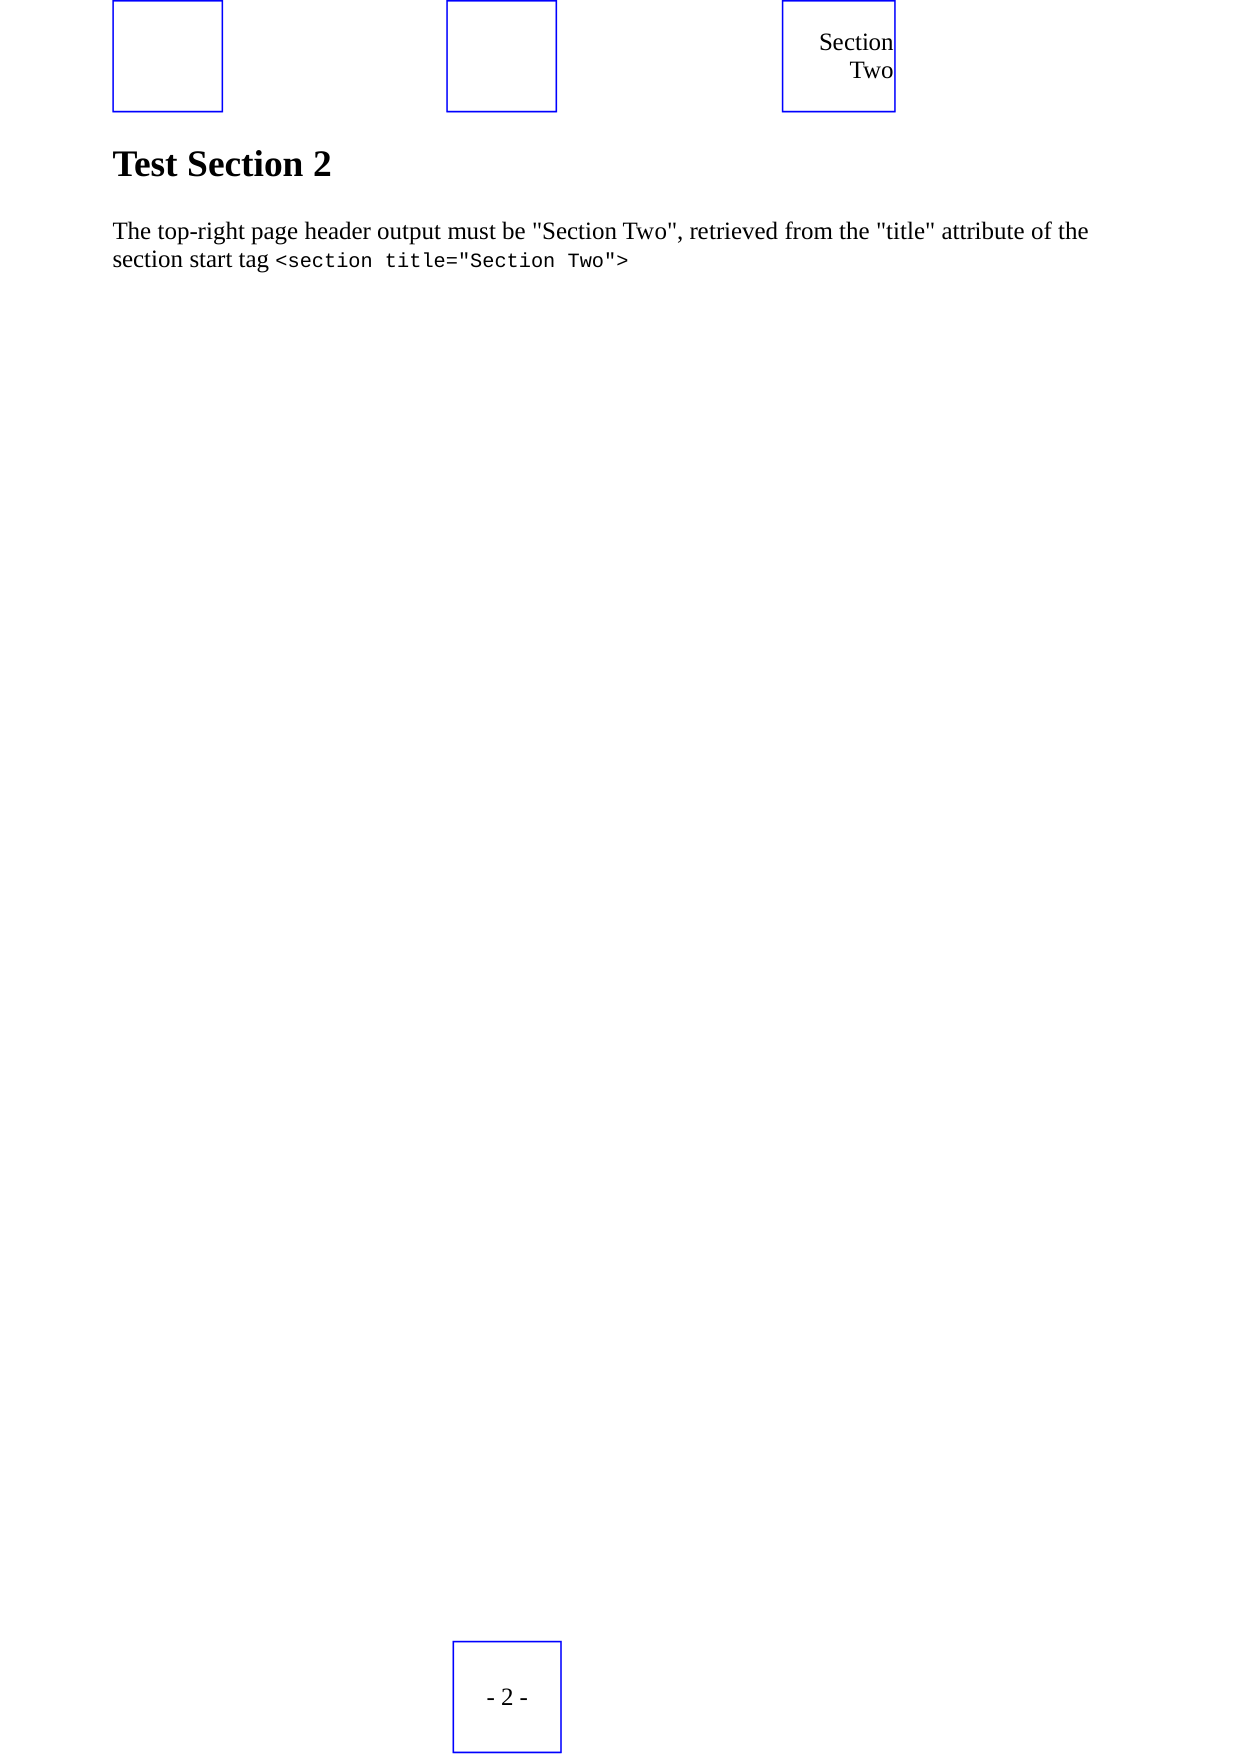 Section
Two
Test Section 2
The top-right page header output must be "Section Two", retrieved from the "title" attribute of the
section start tag <section title="Section Two">
- 2 -